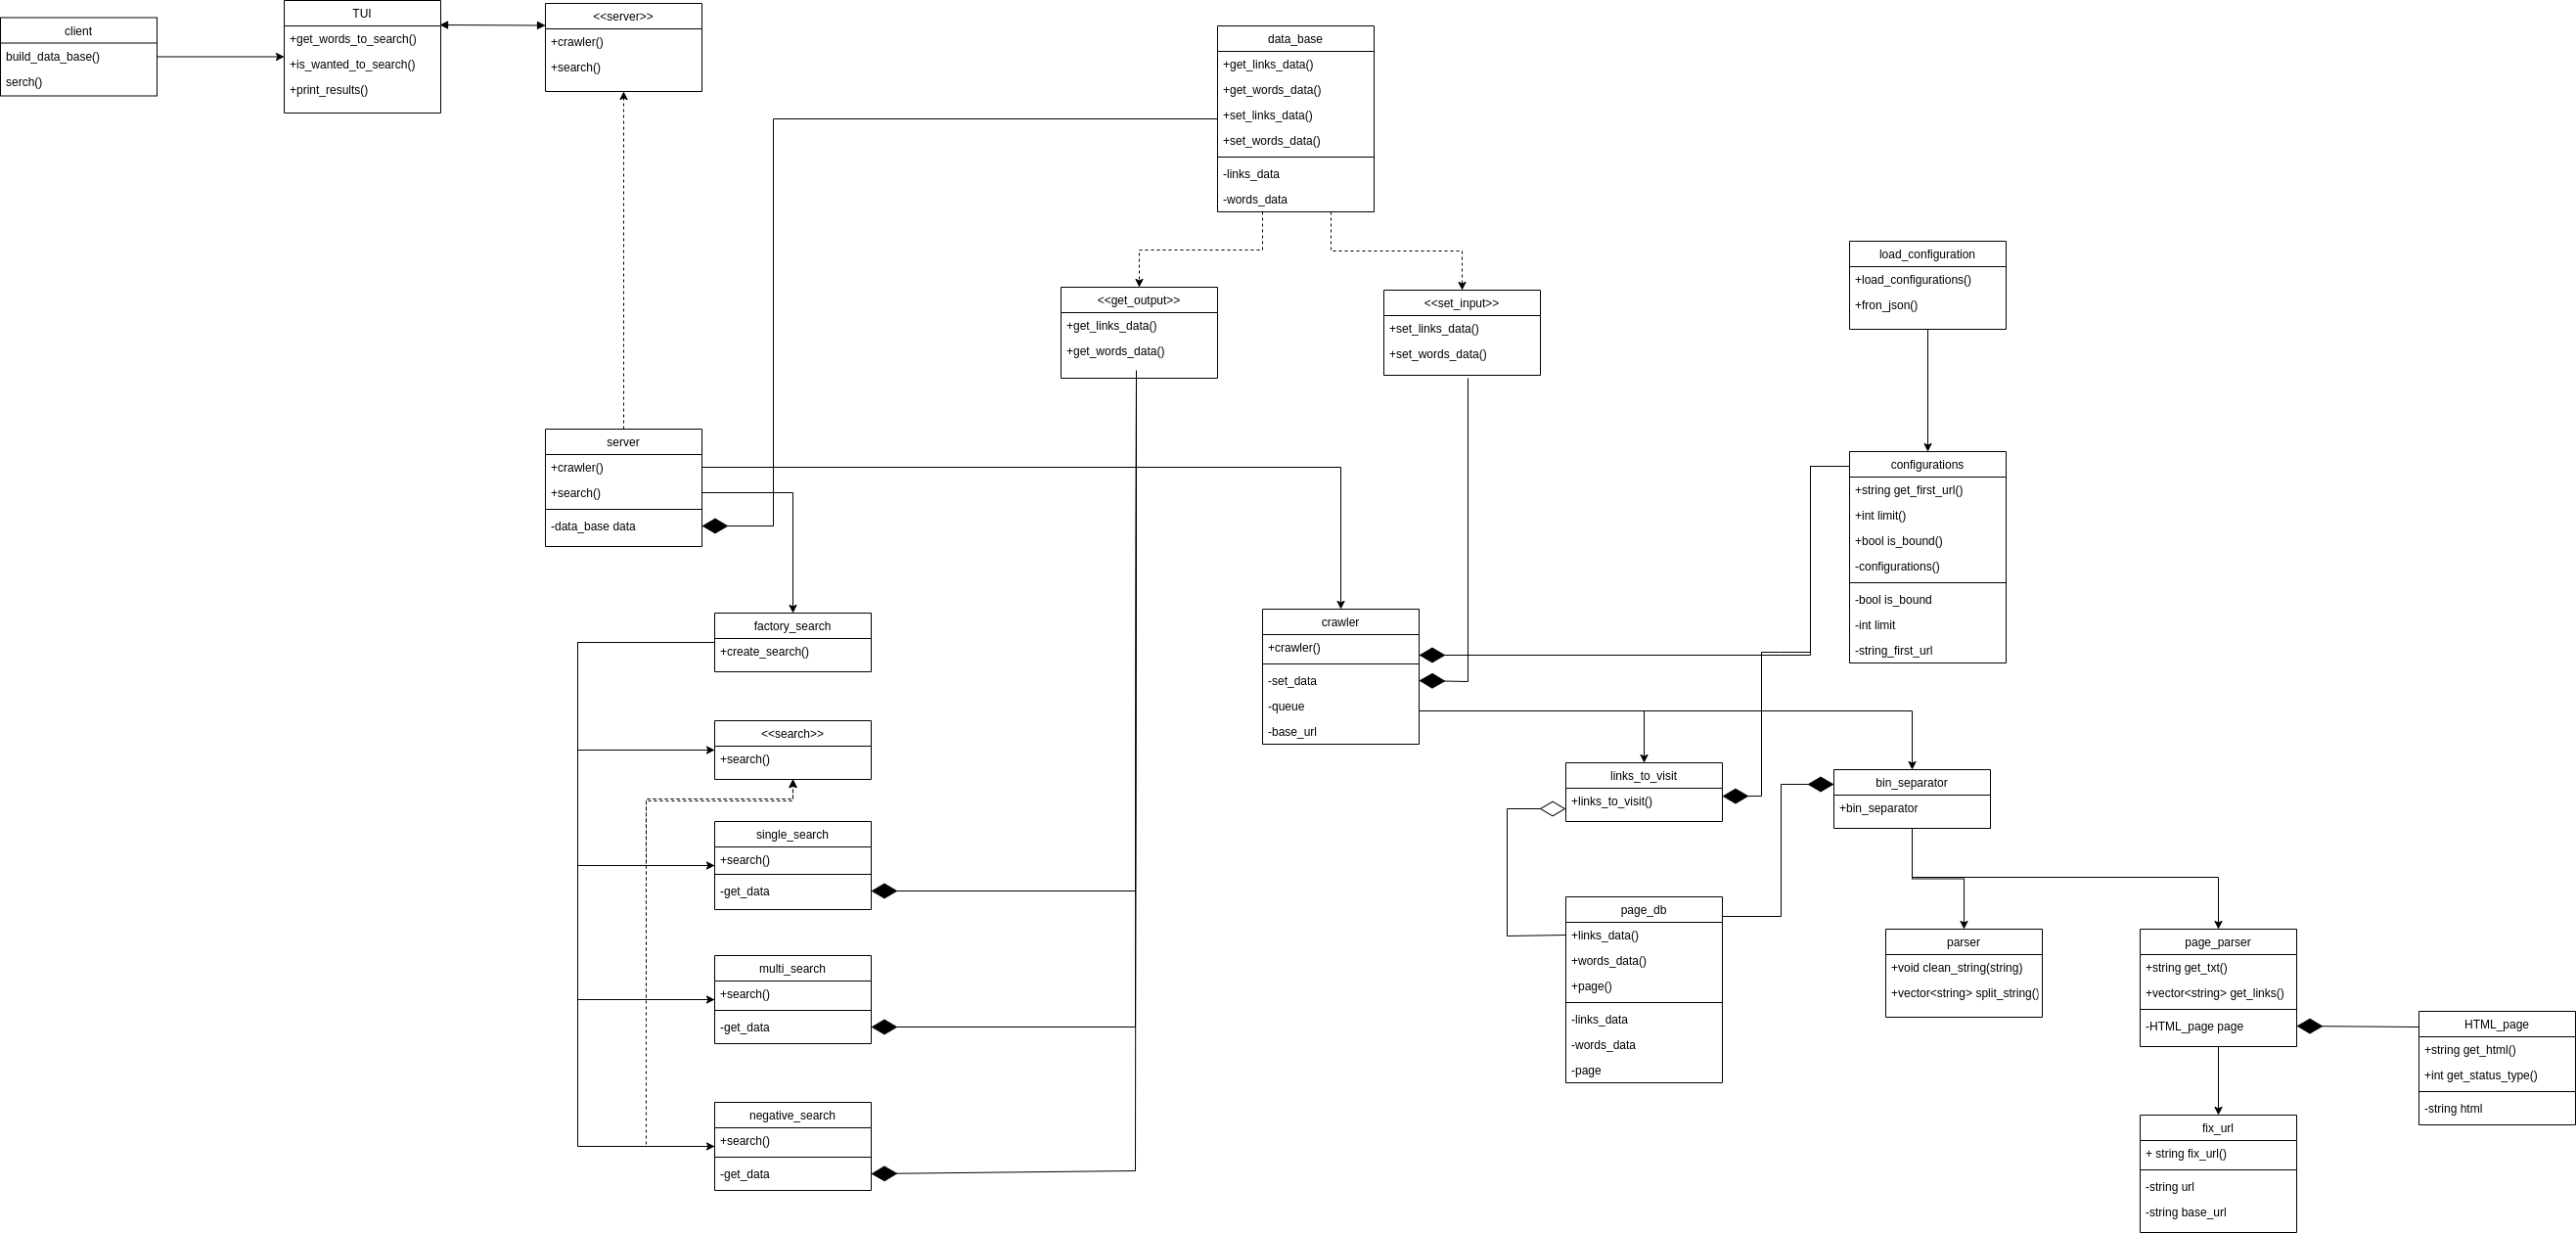 client
build_data_base()
serch()
TUI
+get_words_to_search()
+is_wanted_to_search()
+print_results()
<<server>>
+crawler()
+search()
data_base
+get_links_data()
+get_words_data()
+set_links_data()
+set_words_data()
-links_data
-words_data
<<get_output>>
+get_links_data()
+get_words_data()
<<set_input>>
+set_links_data()
+set_words_data()
load_configuration
+load_configurations()
+fron_json()
server
+crawler()
+search()
-data_base data
configurations
+string get_first_url()
+int limit()
+bool is_bound()
-configurations()
-bool is_bound
-int limit
-string_first_url
factory_search
+create_search()
crawler
+crawler()
-set_data
-queue
-base_url
<<search>>
+search()
links_to_visit
+links_to_visit()
bin_separator
+bin_separator
single_search
+search()
-get_data
page_db
+links_data()
+words_data()
+page()
-links_data
-words_data
-page
parser
+void clean_string(string)
+vector<string> split_string()
page_parser
+string get_txt()
+vector<string> get_links()
-HTML_page page
multi_search
+search()
-get_data
HTML_page
+string get_html()
+int get_status_type()
-string html
negative_search
+search()
-get_data
fix_url
+ string fix_url()
-string url
-string base_url